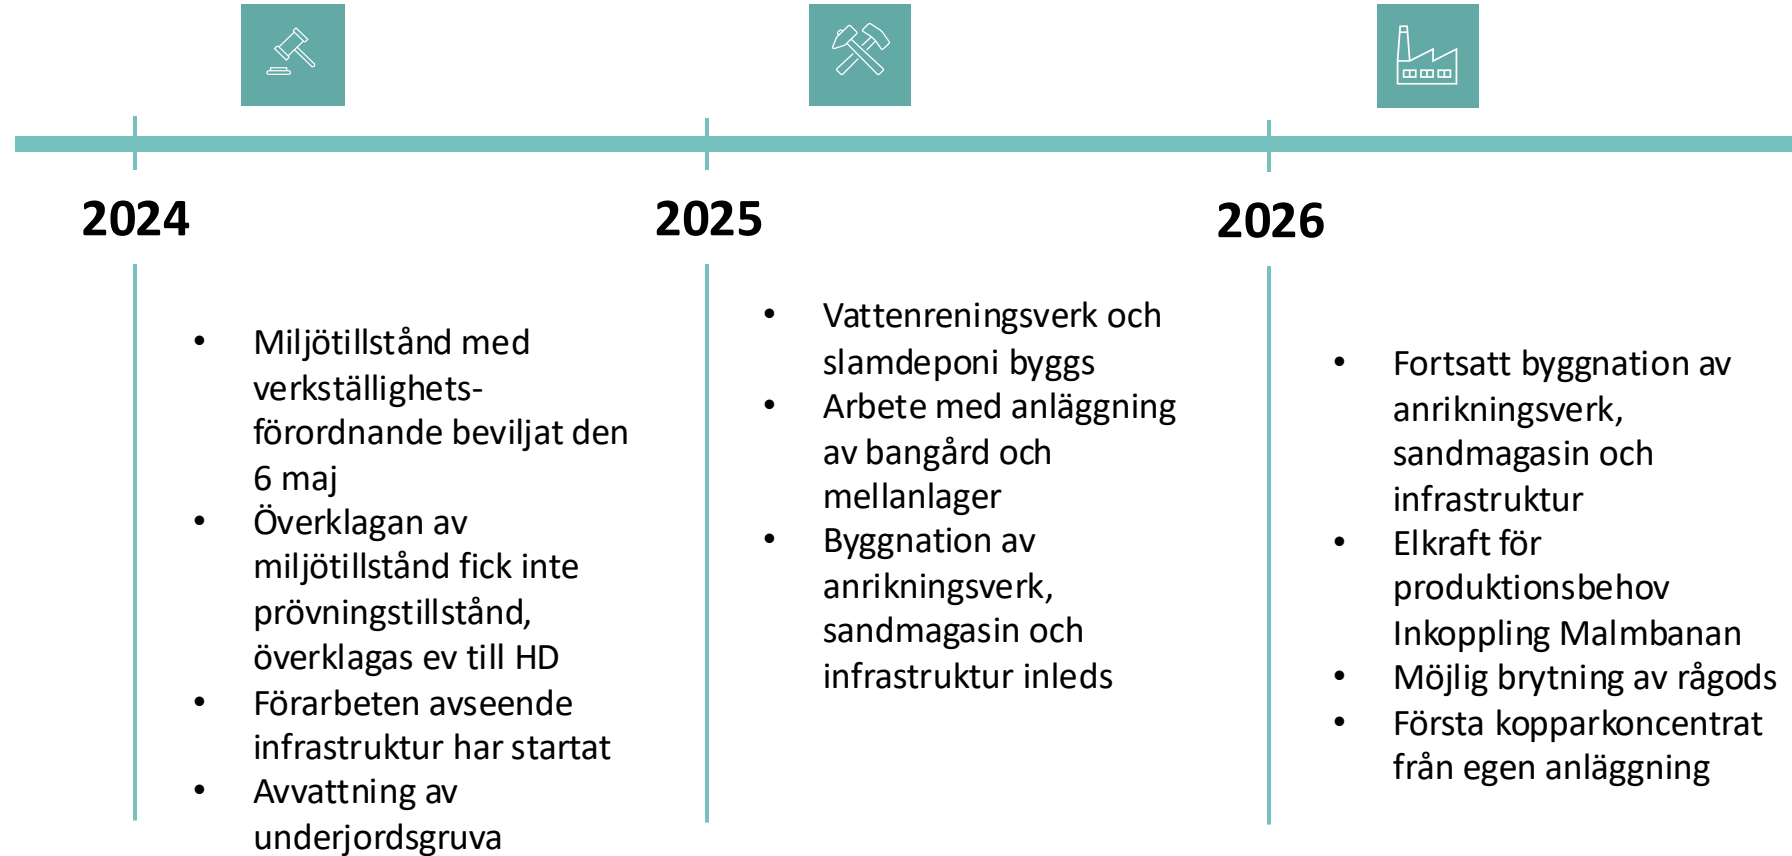 2024
• Miljötillstånd med
verkställighets-
förordnande beviljat den
6 maj
• Överklagan av
miljötillstånd fick inte
prövningstillstånd,
överklagas ev till HD
• Förarbeten avseende
infrastruktur har startat
• Avvattning av
underjordsgruva
2025
• Vattenreningsverk och
slamdeponi byggs
• Arbete med anläggning
av bangård och
mellanlager
• Byggnation av
anrikningsverk,
sandmagasin och
infrastruktur inleds
2026
• Fortsatt byggnation av
anrikningsverk,
sandmagasin och
infrastruktur
• Elkraft för
produktionsbehov
Inkoppling Malmbanan
• Möjlig brytning av rågods
• Första kopparkoncentrat
från egen anläggning